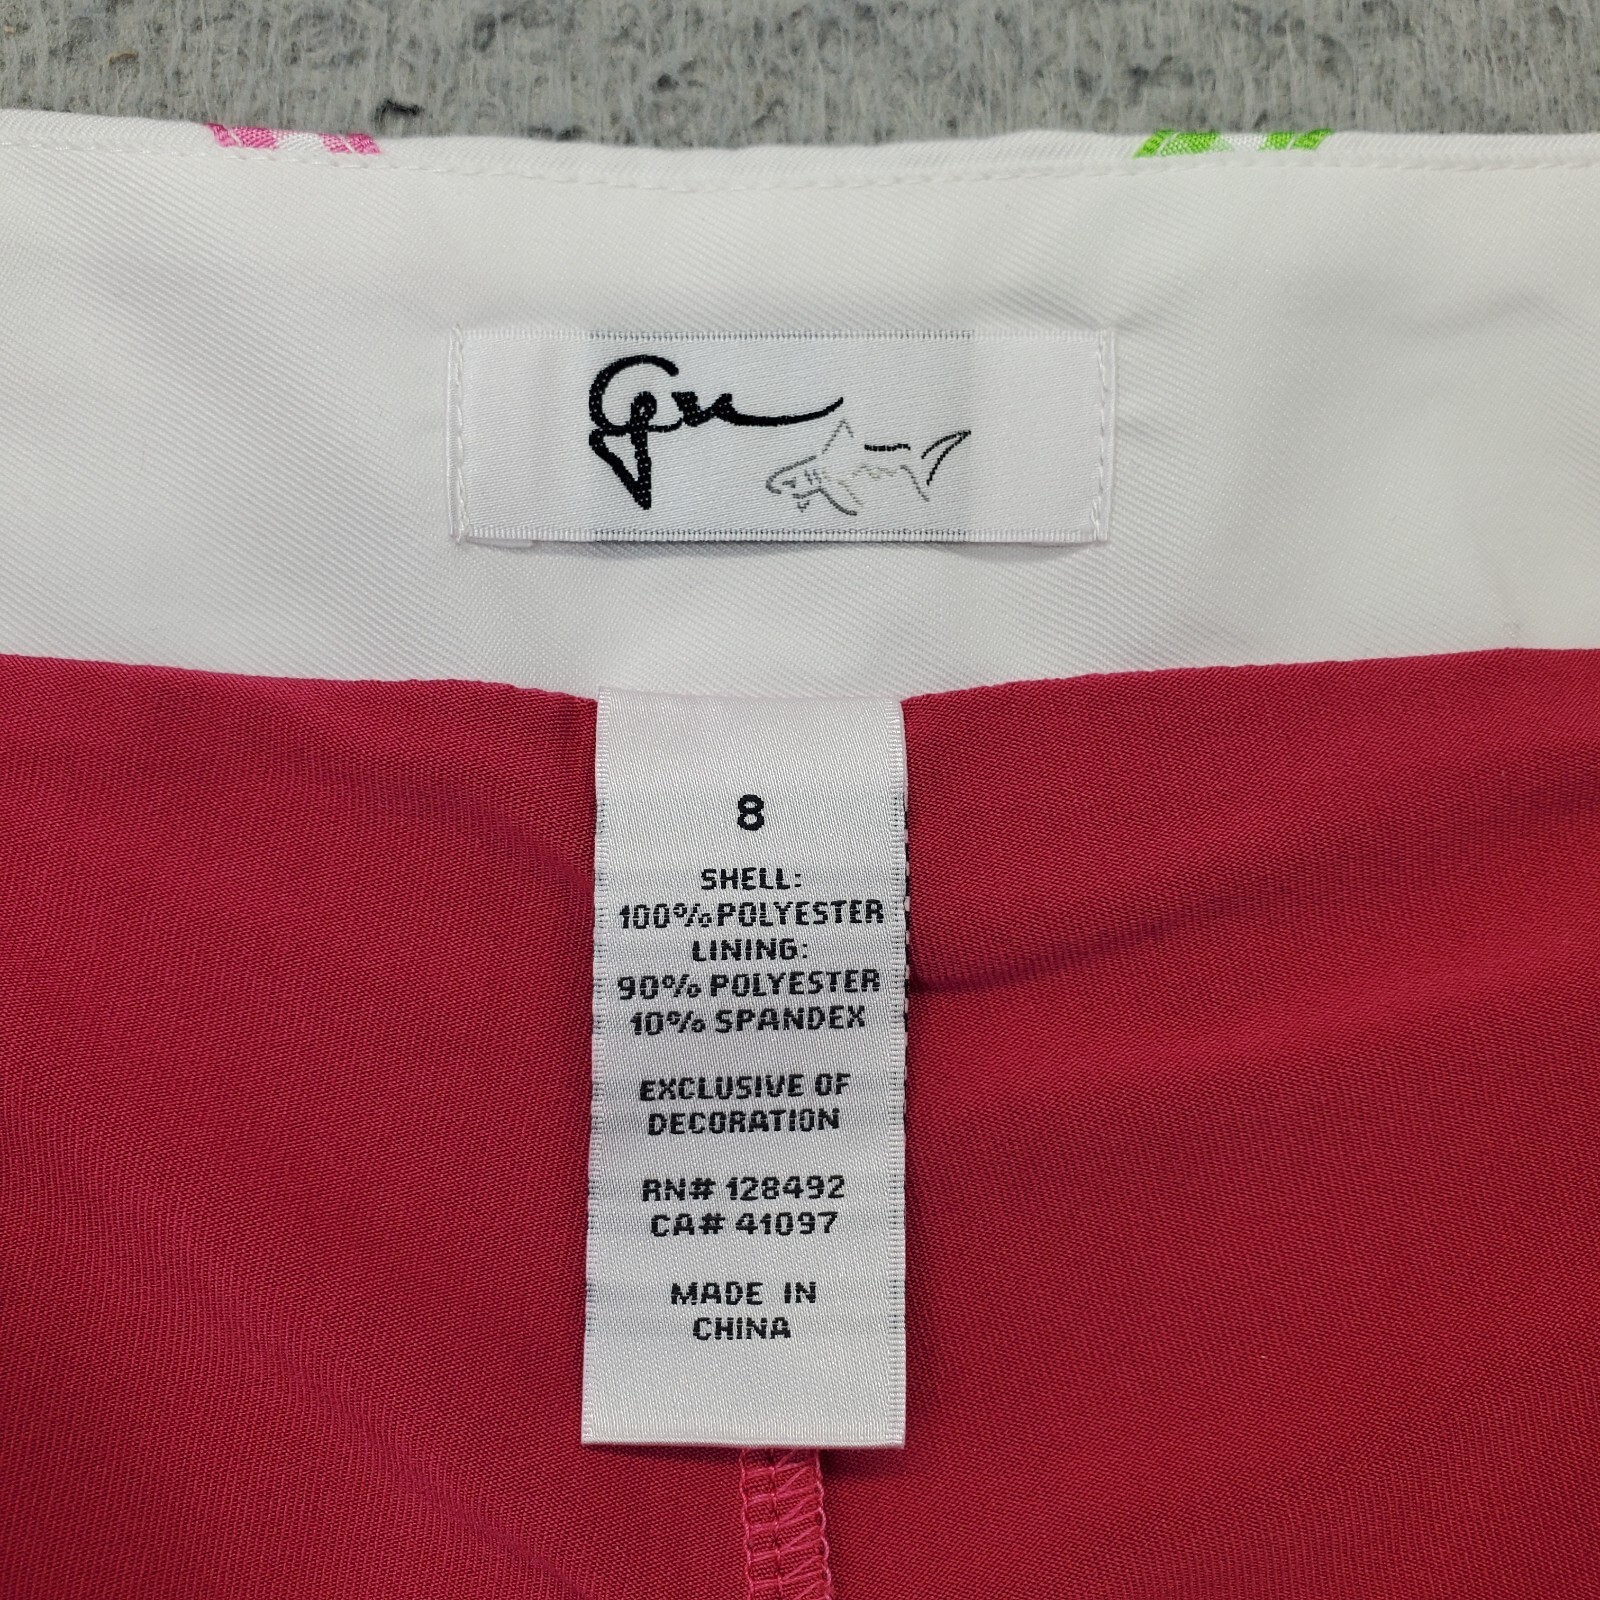 8
SHELL:
100% POLYESTER
LINING:
90% POLYESTER
10% SPANDEX
EXCLUSIVE OF
DECORATION
RN# 128492
CA# 41097
MADE IN
CHINA